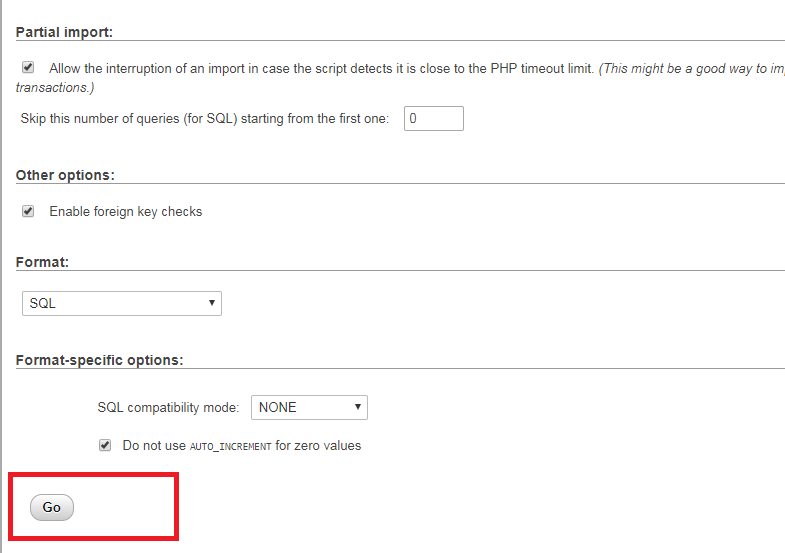 Partial import:
Allow the interruption of an import in case the script detects it is close to the PHP timeout limit. (This might be a good way to
transactions.)
Skip this number of queries (for SQL) starting from the first one: 0
Other options:
Enable foreign key checks
Format:
SQL
Format-specific options:
SQL compatibility mode: NONE
Do not use AUTO_INCREMENT for zero values
Go